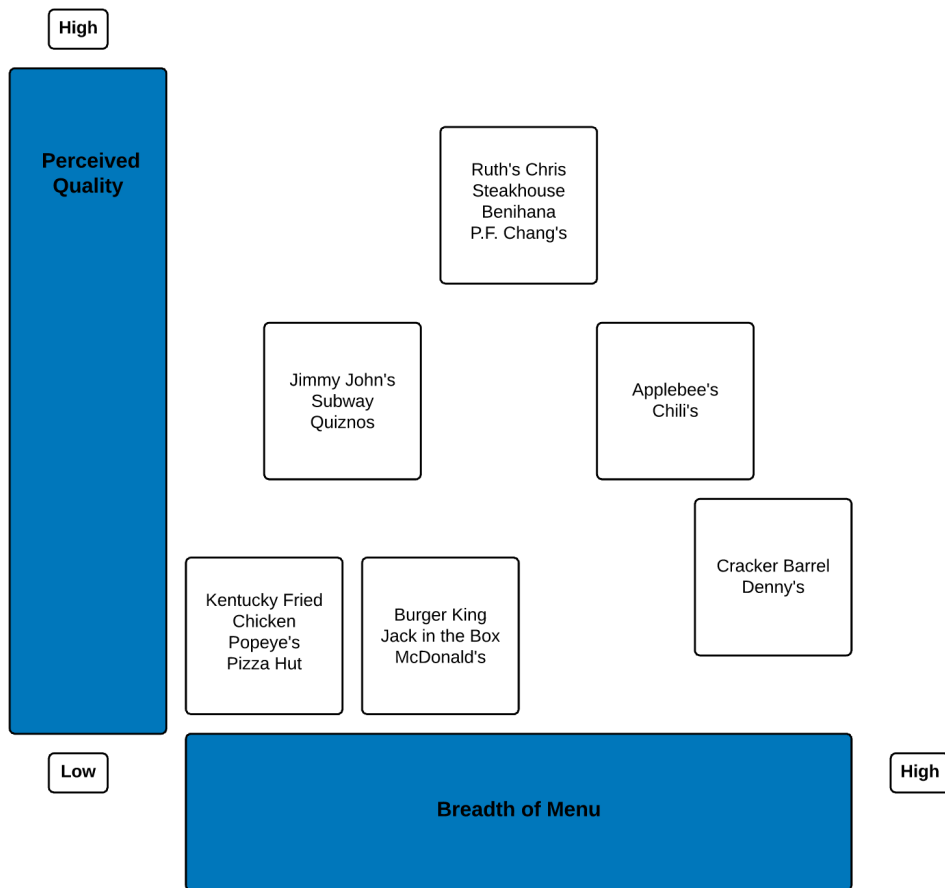 High
Perceived
Quality
Ruth's Chris
Steakhouse
Benihana
P.F. Chang's
Jimmy John's
Subway
Quiznos
Applebee's
Chili's
Cracker Barrel
Denny's
Kentucky Fried
Chicken
Popeye's
Pizza Hut
Burger King
Jack in the Box
McDonald's
Low
Breadth of Menu
High